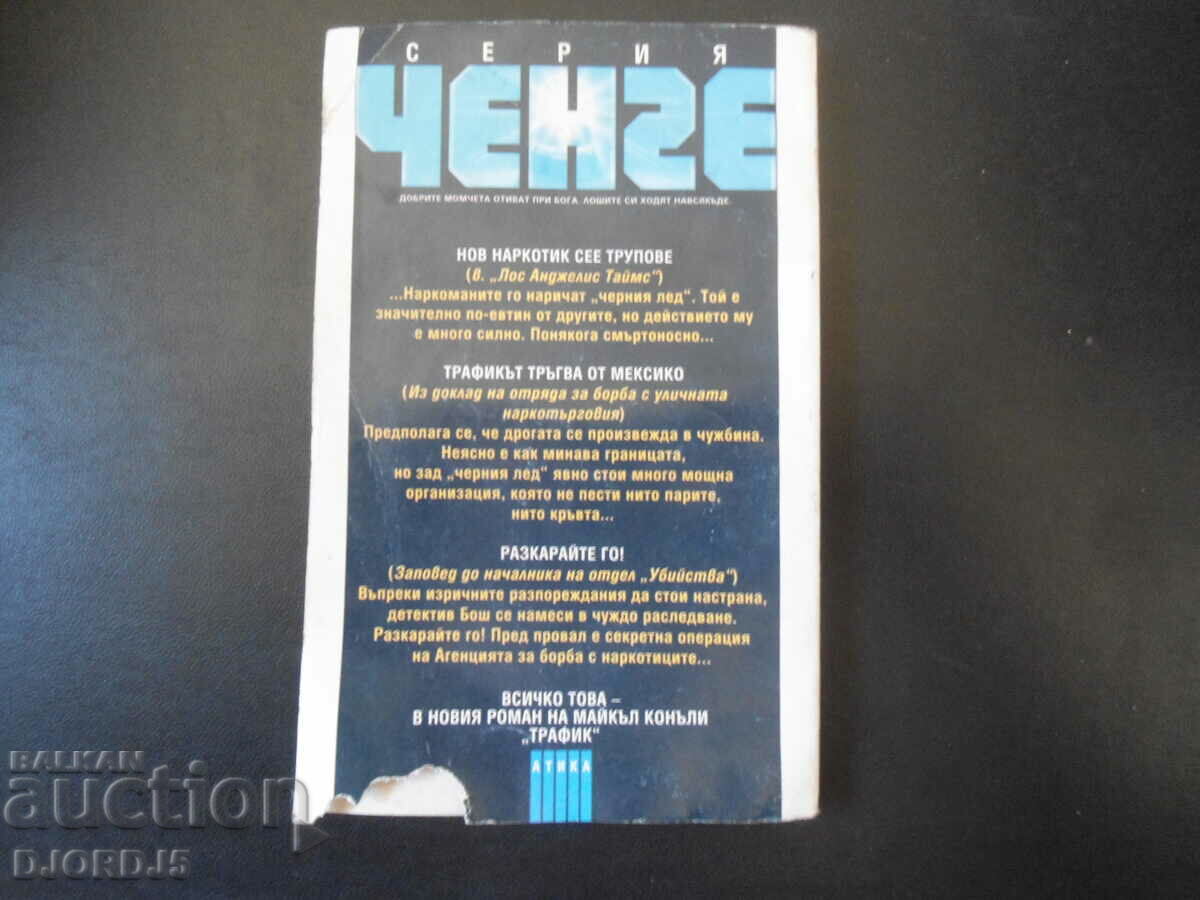 СЕРИЯ
ЧЕНГЕ
ДОБРИТЕ МОМЧЕТА ОТИВАТ ПРИ БОГА. ЛОШИТЕ СИ ХОДЯТ НАВСЯКЪДЕ.
НОВ НАРКОТИК СЕЕ ТРУПОВЕ
(в. „Лос Анджелис Таймс“)
...Наркоманите го наричат „черния лед“. Той е
значително по-евтин от другите, но действието му
е много силно. Понякога смъртоносно...
ТРАФИКЪТ ТРЪГВА ОТ МЕКСИКО
(Из доклад на отряда за борба с уличната
наркотърговия)
Предполага се, че дрогата се произвежда в чужбина.
Неясно е как минава границата,
но зад „черния лед“ явно стои много мощна
организация, която не пести нито парите,
нито кръвта...
РАЗКАРАЙТЕ ГО!
(Заповед до началника на отдел „Убийства“)
Въпреки изричните разпореждания да стои настрана,
детектив Бош се намеси в чуждо разследване.
Разкарайте го! Пред провал е секретна операция
на Агенцията за борба с наркотиците...
ВСИЧКО ТОВА –
В НОВИЯ РОМАН НА МАЙКЪЛ КОНЪЛИ
„ТРАФИК“
АТИКА
BALKAN
auction
DJORDJ5